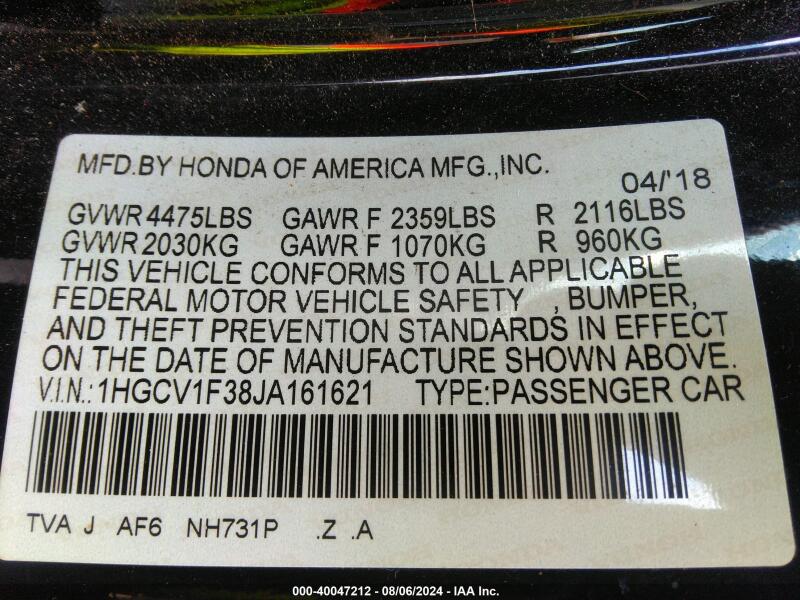 MFD.BY HONDA OF AMERICA MFG.,INC.
04/'18
GVWR 4475LBS GAWR F 2359LBS R 2116LBS
GVWR 2030KG GAWR F 1070KG R 960KG
THIS VEHICLE CONFORMS TO ALL APPLICABLE
FEDERAL MOTOR VEHICLE SAFETY , BUMPER,
AND THEFT PREVENTION STANDARDS IN EFFECT
ON THE DATE OF MANUFACTURE SHOWN ABOVE.
V.I.N.: 1HGCV1F38JA161621 TYPE:PASSENGER CAR
TVA J AF6 NH731P .Z .A
000-40047212 - 08/06/2024 - IAA Inc.